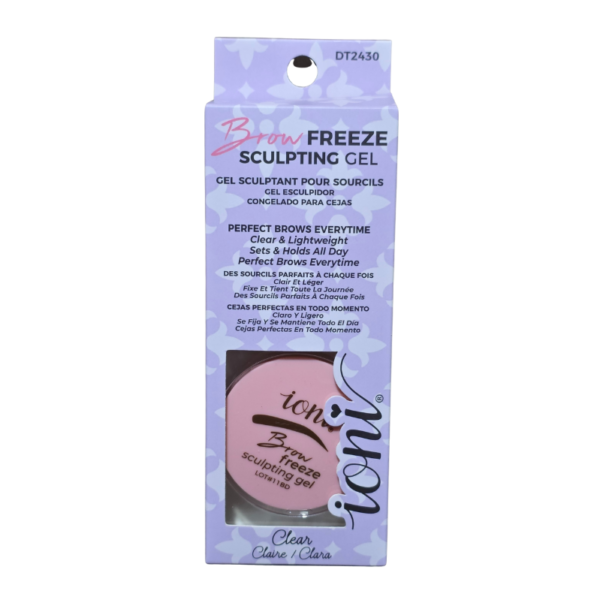 DT2430
Brow FREEZE
SCULPTING GEL
GEL SCULPTANT POUR SOURCILS
GEL ESCULPIDOR
CONGELADO PARA CEJAS
PERFECT BROWS EVERYTIME
Clear & Lightweight
Sets & Holds All Day
Perfect Brows Everytime
DES SOURCILS PARFAITS À CHAQUE FOIS
Clair Et Léger
Fixe Et Tient Toute La Journée
Des Sourcils Parfaits À Chaque Fois
CEJAS PERFECTAS EN TODO MOMENTO
Claro Y Ligero
Se Fija Y Se Mantiene Todo El Día
Cejas Perfectas En Todo Momento
ioni
Brow
freeze
sculpting gel
LOT#118D
ioni®
Clear
Claire / Clara